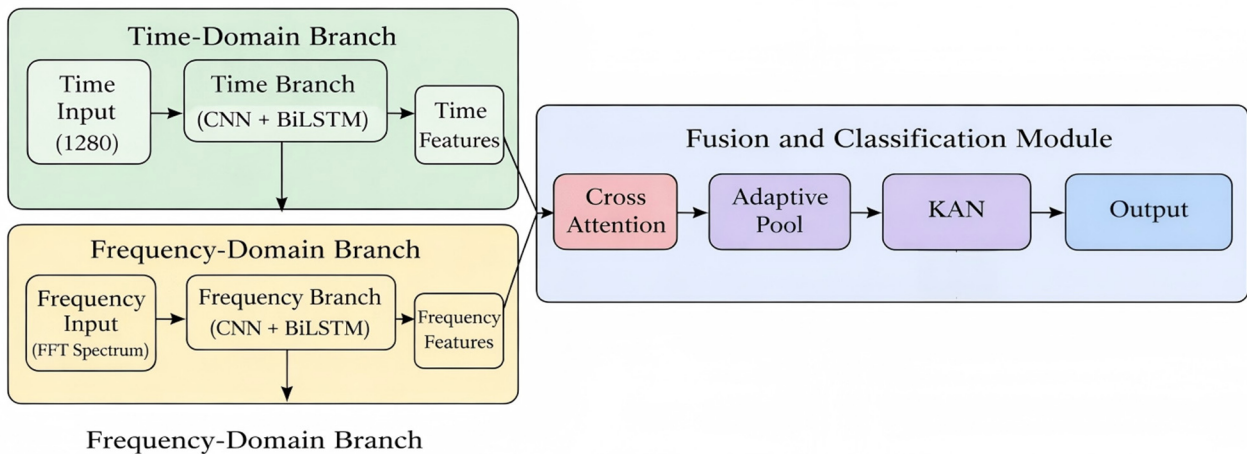 Time-Domain Branch
Time
Input
(1280)
Time Branch
(CNN + BiLSTM)
Time
Features
Frequency-Domain Branch
Frequency
Input
(FFT Spectrum)
Frequency Branch
(CNN + BiLSTM)
Frequency
Features
Frequency-Domain Branch
Fusion and Classification Module
Cross
Attention
Adaptive
Pool
KAN
Output